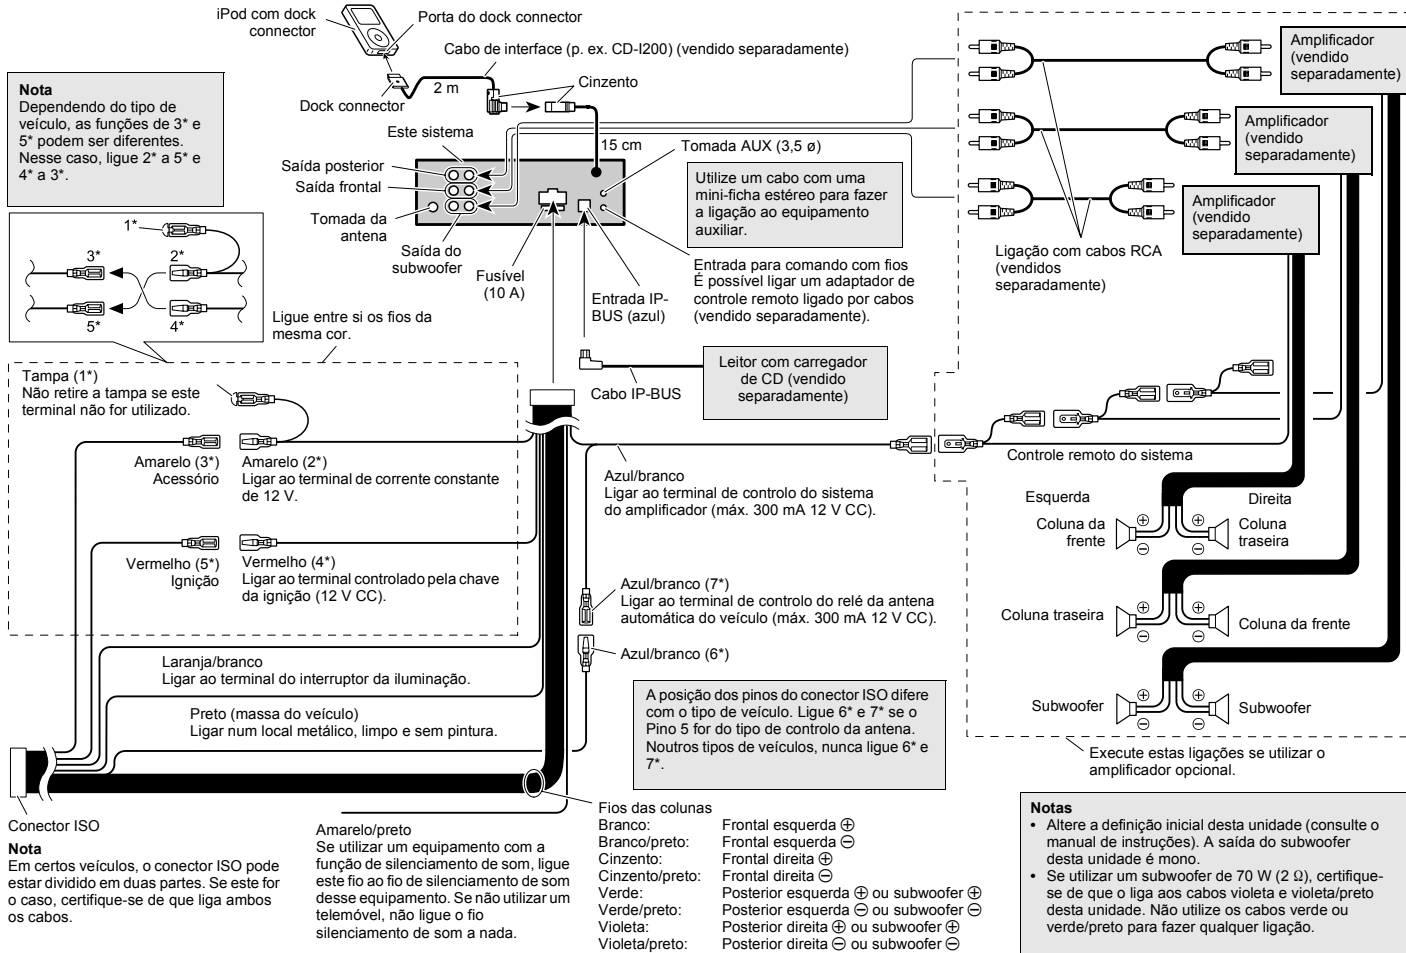 iPod com dock
connector
Porta do dock connector
Cabo de interface (p. ex. CD-I200) (vendido separadamente)
Cinzento
2 m
Dock connector
15 cm
Nota
Dependendo do tipo de
veículo, as funções de 3* e
5* podem ser diferentes.
Nesse caso, ligue 2* a 5* e
4* a 3*.
Este sistema
Saída posterior
Saída frontal
Tomada da
antena
Saída do
subwoofer
Fusível
(10 A)
Entrada IP-
BUS (azul)
Tomada AUX (3,5 ø)
Utilize um cabo com uma
mini-ficha estéreo para fazer
a ligação ao equipamento
auxiliar.
Entrada para comando com fios
É possível ligar um adaptador de
controle remoto ligado por cabos
(vendido separadamente).
Amplificador
(vendido
separadamente)
Amplificador
(vendido
separadamente)
Amplificador
(vendido
separadamente)
Ligação com cabos RCA
(vendidos
separadamente)
1*
3*
2*
5*
4*
Ligue entre si os fios da
mesma cor.
Cabo IP-BUS
Leitor com carregador
de CD (vendido
separadamente)
Tampa (1*)
Não retire a tampa se este
terminal não for utilizado.
Amarelo (3*)
Acessório
Amarelo (2*)
Ligar ao terminal de corrente constante
de 12 V.
Vermelho (5*)
Ignição
Vermelho (4*)
Ligar ao terminal controlado pela chave
da ignição (12 V CC).
Azul/branco
Ligar ao terminal de controlo do sistema
do amplificador (máx. 300 mA 12 V CC).
Controle remoto do sistema
Azul/branco (7*)
Ligar ao terminal de controlo do relé da antena
automática do veículo (máx. 300 mA 12 V CC).
Azul/branco (6*)
Esquerda
Direita
Coluna da
frente
⊕
⊖
⊕
⊖
Coluna
traseira
Coluna traseira
⊕
⊖
⊕
⊖
Coluna da frente
Subwoofer
⊕
⊖
⊕
⊖
Subwoofer
Laranja/branco
Ligar ao terminal do interruptor da iluminação.
Preto (massa do veículo)
Ligar num local metálico, limpo e sem pintura.
A posição dos pinos do conector ISO difere
com o tipo de veículo. Ligue 6* e 7* se o
Pino 5 for do tipo de controlo da antena.
Noutros tipos de veículos, nunca ligue 6* e
7*.
Execute estas ligações se utilizar o
amplificador opcional.
Conector ISO
Nota
Em certos veículos, o conector ISO pode
estar dividido em duas partes. Se este for
o caso, certifique-se de que liga ambos
os cabos.
Amarelo/preto
Se utilizar um equipamento com a
função de silenciamento de som, ligue
este fio ao fio de silenciamento de som
desse equipamento. Se não utilizar um
telemóvel, não ligue o fio
silenciamento de som a nada.
Fios das colunas
Branco: Frontal esquerda ⊕
Branco/preto: Frontal esquerda ⊖
Cinzento: Frontal direita ⊕
Cinzento/preto: Frontal direita ⊖
Verde: Posterior esquerda ⊕ ou subwoofer ⊕
Verde/preto: Posterior esquerda ⊖ ou subwoofer ⊖
Violeta: Posterior direita ⊕ ou subwoofer ⊕
Violeta/preto: Posterior direita ⊖ ou subwoofer ⊖
Notas
• Altere a definição inicial desta unidade (consulte o
manual de instruções). A saída do subwoofer
desta unidade é mono.
• Se utilizar um subwoofer de 70 W (2 Ω), certifique-
se de que o liga aos cabos violeta e violeta/preto
desta unidade. Não utilize os cabos verde ou
verde/preto para fazer qualquer ligação.